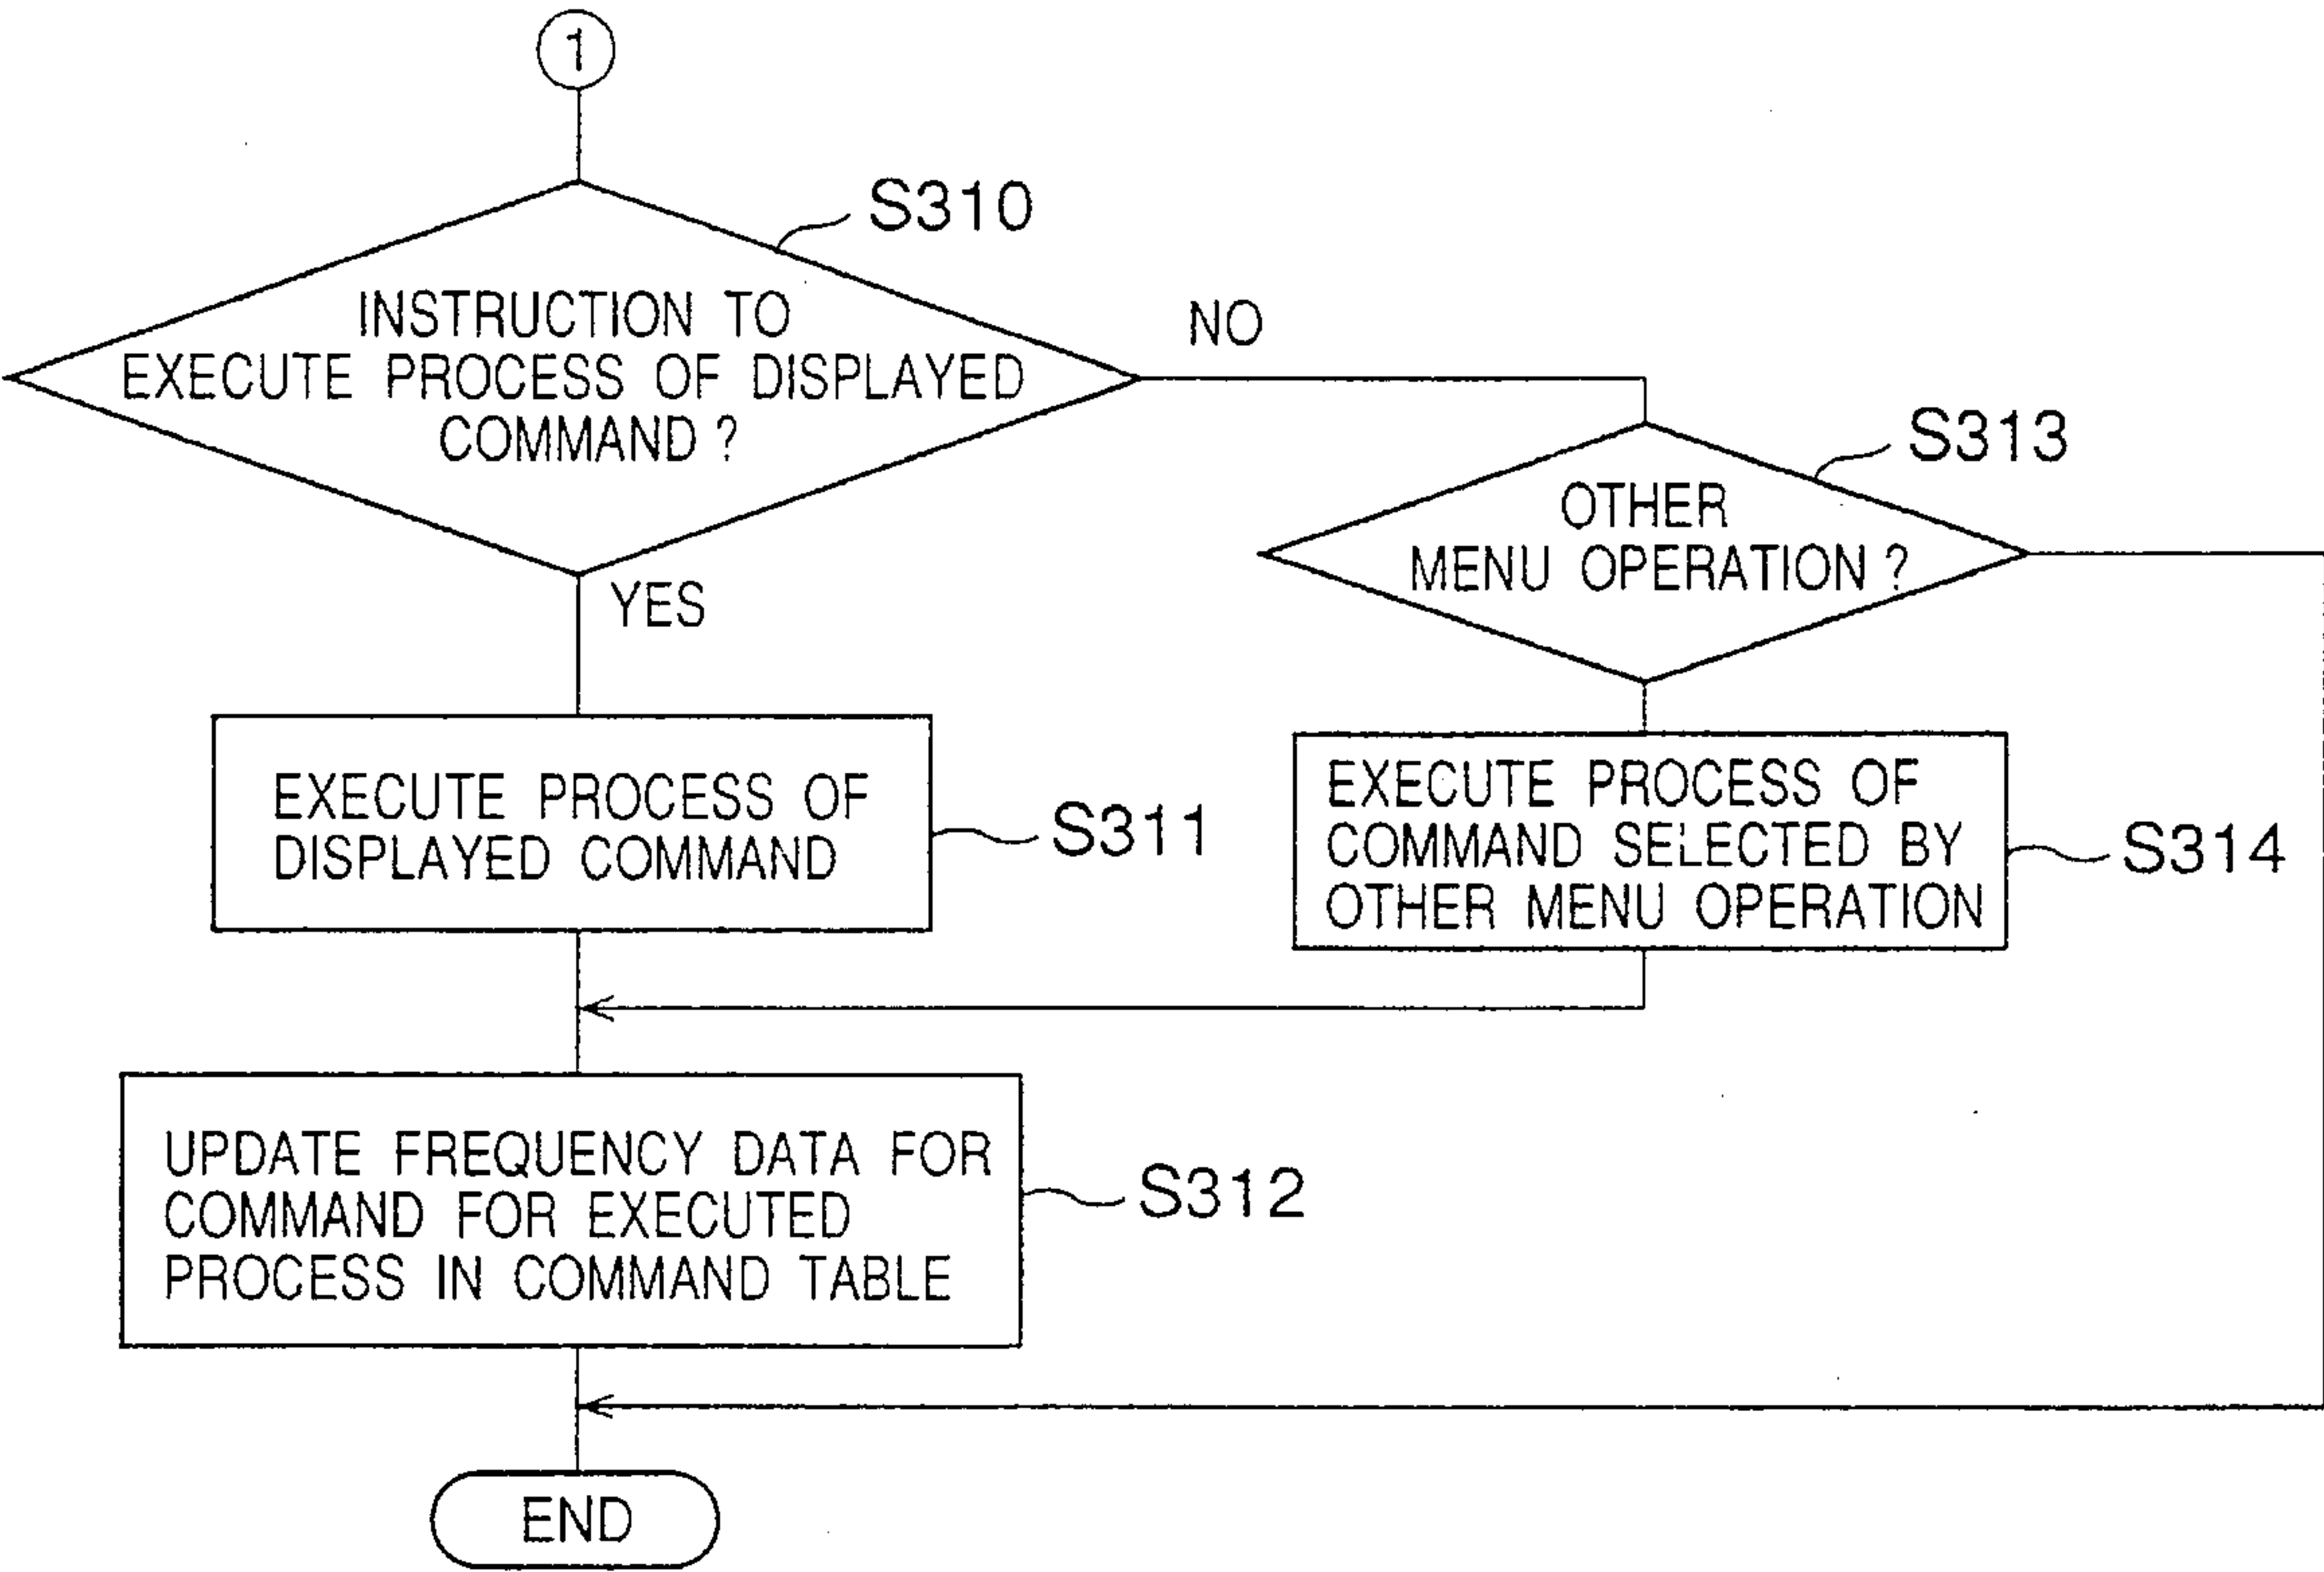 1
S310
INSTRUCTION TO
EXECUTE PROCESS OF DISPLAYED
COMMAND ?
NO
YES
S313
OTHER
MENU OPERATION ?
EXECUTE PROCESS OF
DISPLAYED COMMAND
S311
EXECUTE PROCESS OF
COMMAND SELECTED BY
OTHER MENU OPERATION
S314
UPDATE FREQUENCY DATA FOR
COMMAND FOR EXECUTED
PROCESS IN COMMAND TABLE
S312
END